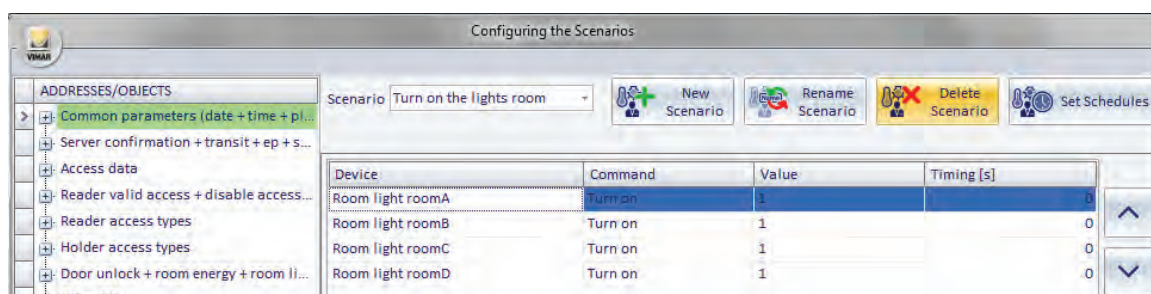 Configuring the Scenarios
VIMAR
ADDRESSES/OBJECTS
Common parameters (date + time + pl...
Server confirmation + transit + ep + s...
Access data
Reader valid access + disable access...
Reader access types
Holder access types
Door unlock + room energy + room li...
Scenario Turn on the lights room
New Scenario
Rename Scenario
Delete Scenario
Set Schedules
Device Command Value Timing [s]
Room light roomA Turn on 1 0
Room light roomB Turn on 1 0
Room light roomC Turn on 1 0
Room light roomD Turn on 1 0